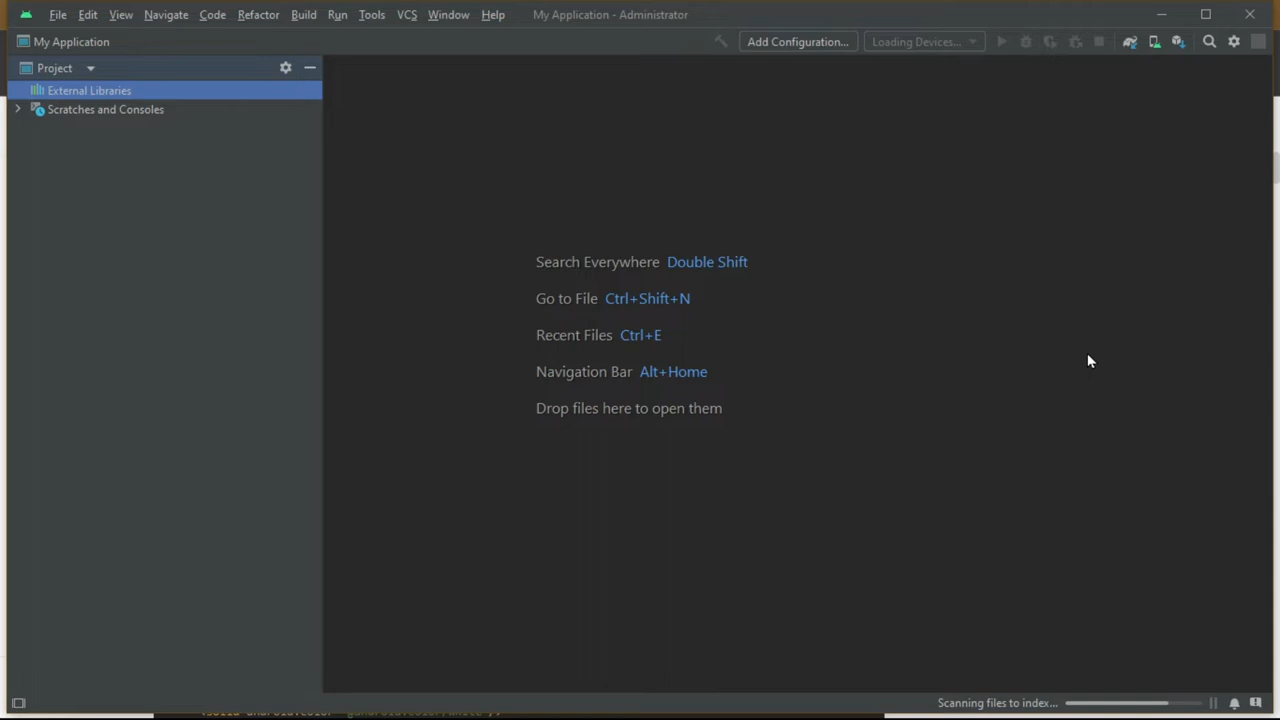 File Edit View Navigate Code Refactor Build Run Tools VCS Window Help My Application - Administrator
My Application Add Configuration... Loading Devices...
Project
External Libraries
Scratches and Consoles
Search Everywhere Double Shift
Go to File Ctrl+Shift+N
Recent Files Ctrl+E
Navigation Bar Alt+Home
Drop files here to open them
Scanning files to index...